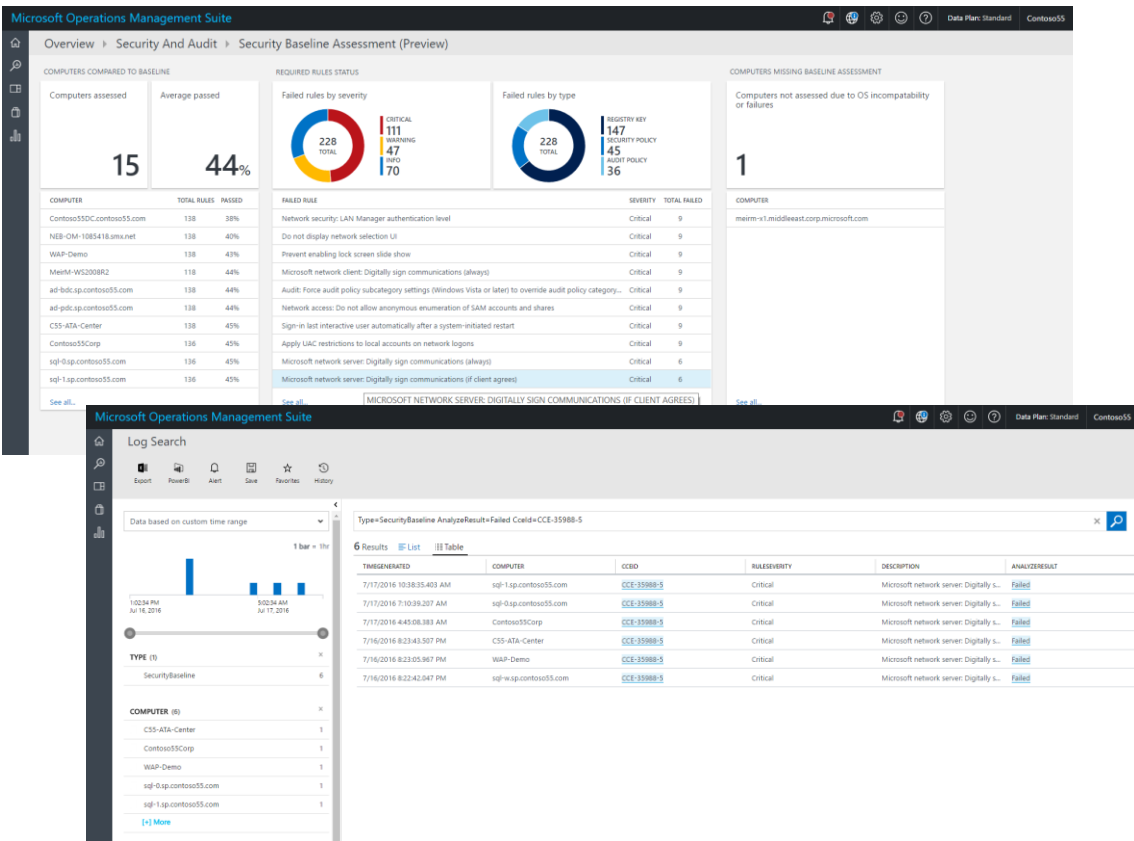 Microsoft Operations Management Suite
Data Plan: Standard Contoso55
Overview Security And Audit Security Baseline Assessment (Preview)
COMPUTERS COMPARED TO BASELINE
Computers assessed Average passed
15 44%
COMPUTER TOTAL RULES PASSED
Contoso55DC.contoso55.com 138 38%
NEB-OM-1085418.smx.net 138 40%
WAP-Demo 138 43%
MeirM-WS2008R2 118 44%
ad-bdc.sp.contoso55.com 138 44%
ad-pdc.sp.contoso55.com 138 44%
C55-ATA-Center 138 45%
Contoso55Corp 136 45%
sql-0.sp.contoso55.com 136 45%
sql-1.sp.contoso55.com 136 45%
See all...
REQUIRED RULES STATUS
Failed rules by severity
228
TOTAL
CRITICAL
111
WARNING
47
INFO
70
Failed rules by type
228
TOTAL
REGISTRY KEY
147
SECURITY POLICY
45
AUDIT POLICY
36
FAILED RULE SEVERITY TOTAL FAILED
Network security: LAN Manager authentication level Critical 9
Do not display network selection UI Critical 9
Prevent enabling lock screen slide show Critical 9
Microsoft network client: Digitally sign communications (always) Critical 9
Audit: Force audit policy subcategory settings (Windows Vista or later) to override audit policy category... Critical 9
Network access: Do not allow anonymous enumeration of SAM accounts and shares Critical 9
Sign-in last interactive user automatically after a system-initiated restart Critical 9
Apply UAC restrictions to local accounts on network logons Critical 9
Microsoft network server: Digitally sign communications (always) Critical 6
Microsoft network server: Digitally sign communications (if client agrees) Critical 6
See all...
MICROSOFT NETWORK SERVER: DIGITALLY SIGN COMMUNICATIONS (IF CLIENT AGREES)
COMPUTERS MISSING BASELINE ASSESSMENT
Computers not assessed due to OS incompatability
or failures
1
COMPUTER
meirm-x1.middleeast.corp.microsoft.com
See all...
Microsoft Operations Management Suite
Data Plan: Standard Contoso55
Log Search
Export PowerBI Alert Save Favorites History
Data based on custom time range
1 bar = 1hr
1:02:34 PM 5:02:34 AM
Jul 16, 2016 Jul 17, 2016
TYPE (1)
SecurityBaseline 6
COMPUTER (6)
C55-ATA-Center 1
Contoso55Corp 1
WAP-Demo 1
sql-0.sp.contoso55.com 1
sql-1.sp.contoso55.com 1
[+] More
Type=SecurityBaseline AnalyzeResult=Failed CceId=CCE-35988-5
6 Results List Table
TIMEGENERATED COMPUTER CCEID RULESEVERITY DESCRIPTION ANALYZERESULT
7/17/2016 10:38:35.403 AM sql-1.sp.contoso55.com CCE-35988-5 Critical Microsoft network server: Digitally s... Failed
7/17/2016 7:10:39.207 AM sql-0.sp.contoso55.com CCE-35988-5 Critical Microsoft network server: Digitally s... Failed
7/17/2016 4:45:08.383 AM Contoso55Corp CCE-35988-5 Critical Microsoft network server: Digitally s... Failed
7/16/2016 8:23:43.507 PM C55-ATA-Center CCE-35988-5 Critical Microsoft network server: Digitally s... Failed
7/16/2016 8:23:05.967 PM WAP-Demo CCE-35988-5 Critical Microsoft network server: Digitally s... Failed
7/16/2016 8:22:42.047 PM sql-w.sp.contoso55.com CCE-35988-5 Critical Microsoft network server: Digitally s... Failed